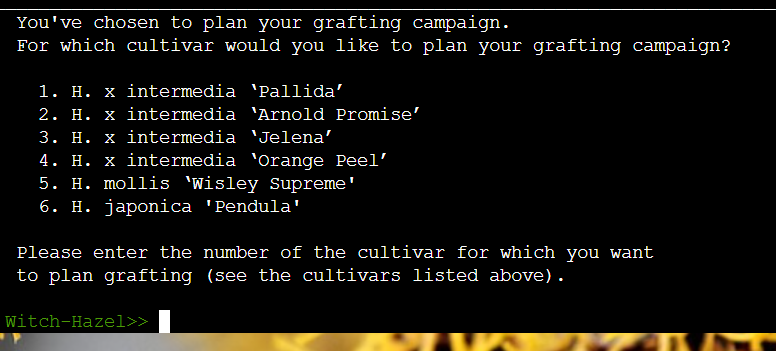 You've chosen to plan your grafting campaign.
For which cultivar would you like to plan your grafting campaign?
1. H. x intermedia ‘Pallida’
2. H. x intermedia ‘Arnold Promise’
3. H. x intermedia ‘Jelena’
4. H. x intermedia ‘Orange Peel’
5. H. mollis ‘Wisley Supreme'
6. H. japonica 'Pendula'
Please enter the number of the cultivar for which you want
to plan grafting (see the cultivars listed above).
Witch-Hazel>>